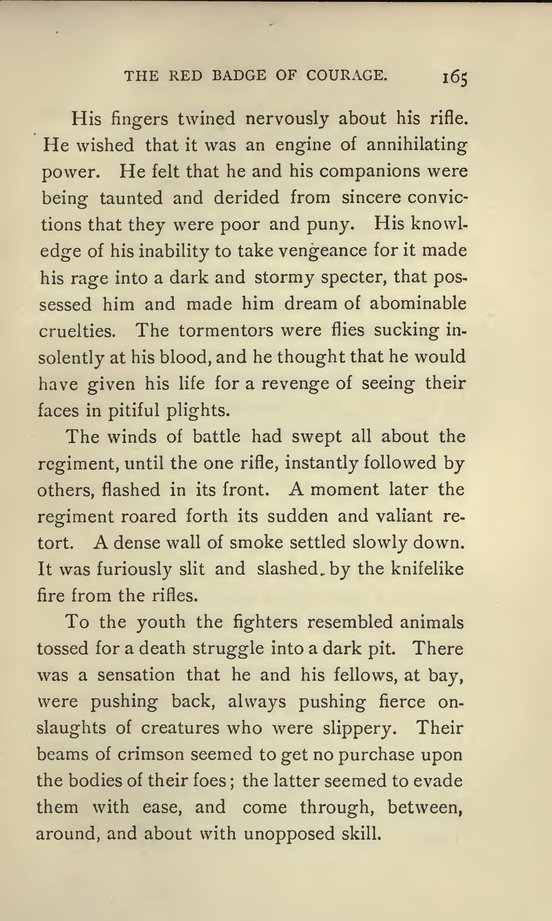 THE RED BADGE OF COURAGE. 165
His fingers twined nervously about his rifle.
He wished that it was an engine of annihilating
power. He felt that he and his companions were
being taunted and derided from sincere convic-
tions that they were poor and puny. His knowl-
edge of his inability to take vengeance for it made
his rage into a dark and stormy specter, that pos-
sessed him and made him dream of abominable
cruelties. The tormentors were flies sucking in-
solently at his blood, and he thought that he would
have given his life for a revenge of seeing their
faces in pitiful plights.
The winds of battle had swept all about the
regiment, until the one rifle, instantly followed by
others, flashed in its front. A moment later the
regiment roared forth its sudden and valiant re-
tort. A dense wall of smoke settled slowly down.
It was furiously slit and slashed by the knifelike
fire from the rifles.
To the youth the fighters resembled animals
tossed for a death struggle into a dark pit. There
was a sensation that he and his fellows, at bay,
were pushing back, always pushing fierce on-
slaughts of creatures who were slippery. Their
beams of crimson seemed to get no purchase upon
the bodies of their foes; the latter seemed to evade
them with ease, and come through, between,
around, and about with unopposed skill.